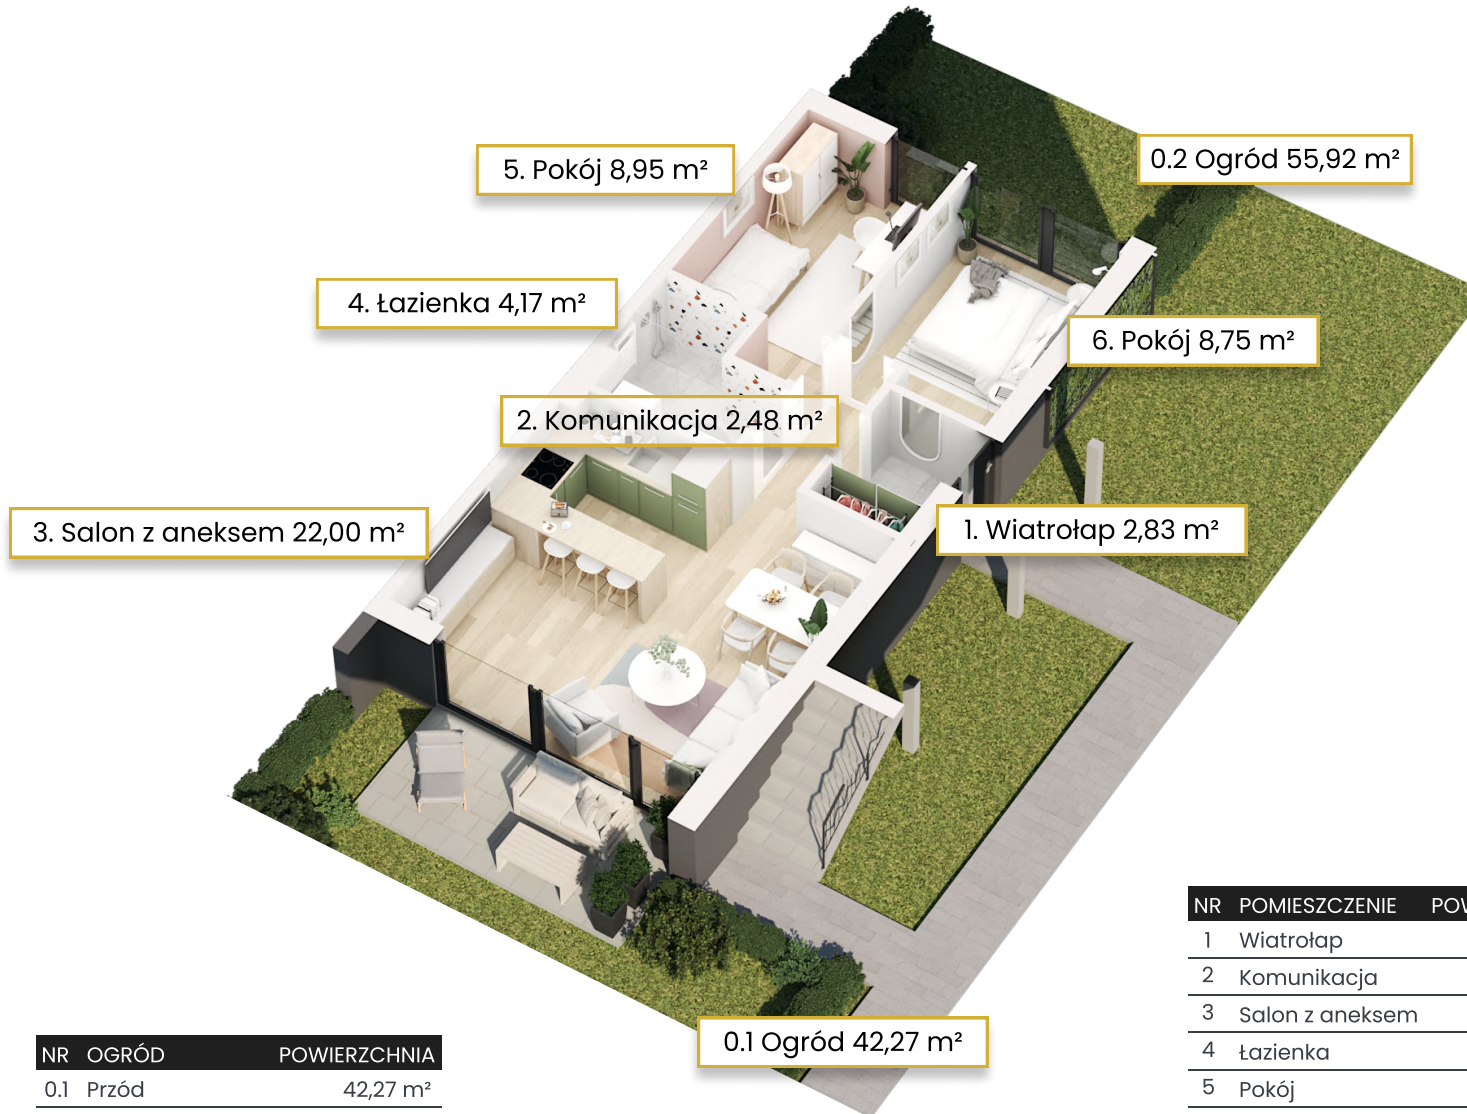 5. Pokój 8,95 m²
0.2 Ogród 55,92 m²
4. Łazienka 4,17 m²
6. Pokój 8,75 m²
2. Komunikacja 2,48 m²
3. Salon z aneksem 22,00 m²
1. Wiatrołap 2,83 m²
0.1 Ogród 42,27 m²
NR OGRÓD POWIERZCHNIA
0.1 Przód 42,27 m²
NR POMIESZCZENIE
1 Wiatrołap
2 Komunikacja
3 Salon z aneksem
4 Łazienka
5 Pokój